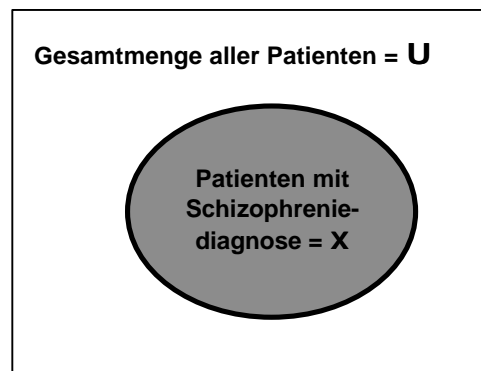 Gesamtmenge aller Patienten = U
Patienten mit
Schizophrenie-
diagnose = X